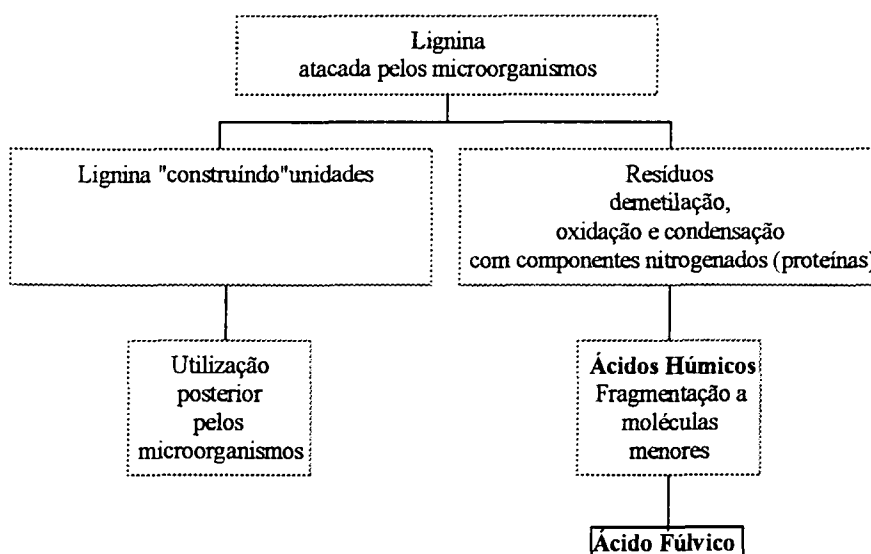 Lignina
atacada pelos microorganismos
Lignina "construíndo"unidades
Resíduos
demetilação,
oxidação e condensação
com componentes nitrogenados (proteínas)
Utilização
posterior
pelos
microorganismos
Ácidos Húmicos
Fragmentação a
moléculas
menores
Ácido Fúlvico